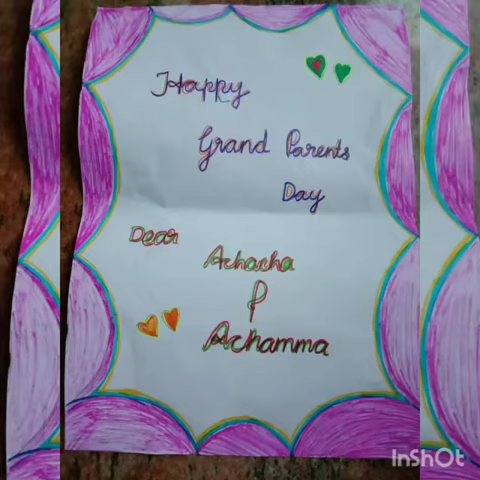 Happy
Grand Parents
Day
Dear
Achacha
&
Achamma
InShOt